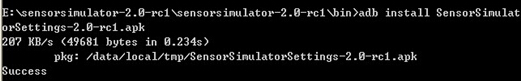 E:\sensorsimulator-2.0-rc1\sensorsimulator-2.0-rc1\bin>adb install SensorSimulat
orSettings-2.0-rc1.apk
207 KB/s (49681 bytes in 0.234s)
        pkg: /data/local/tmp/SensorSimulatorSettings-2.0-rc1.apk
Success